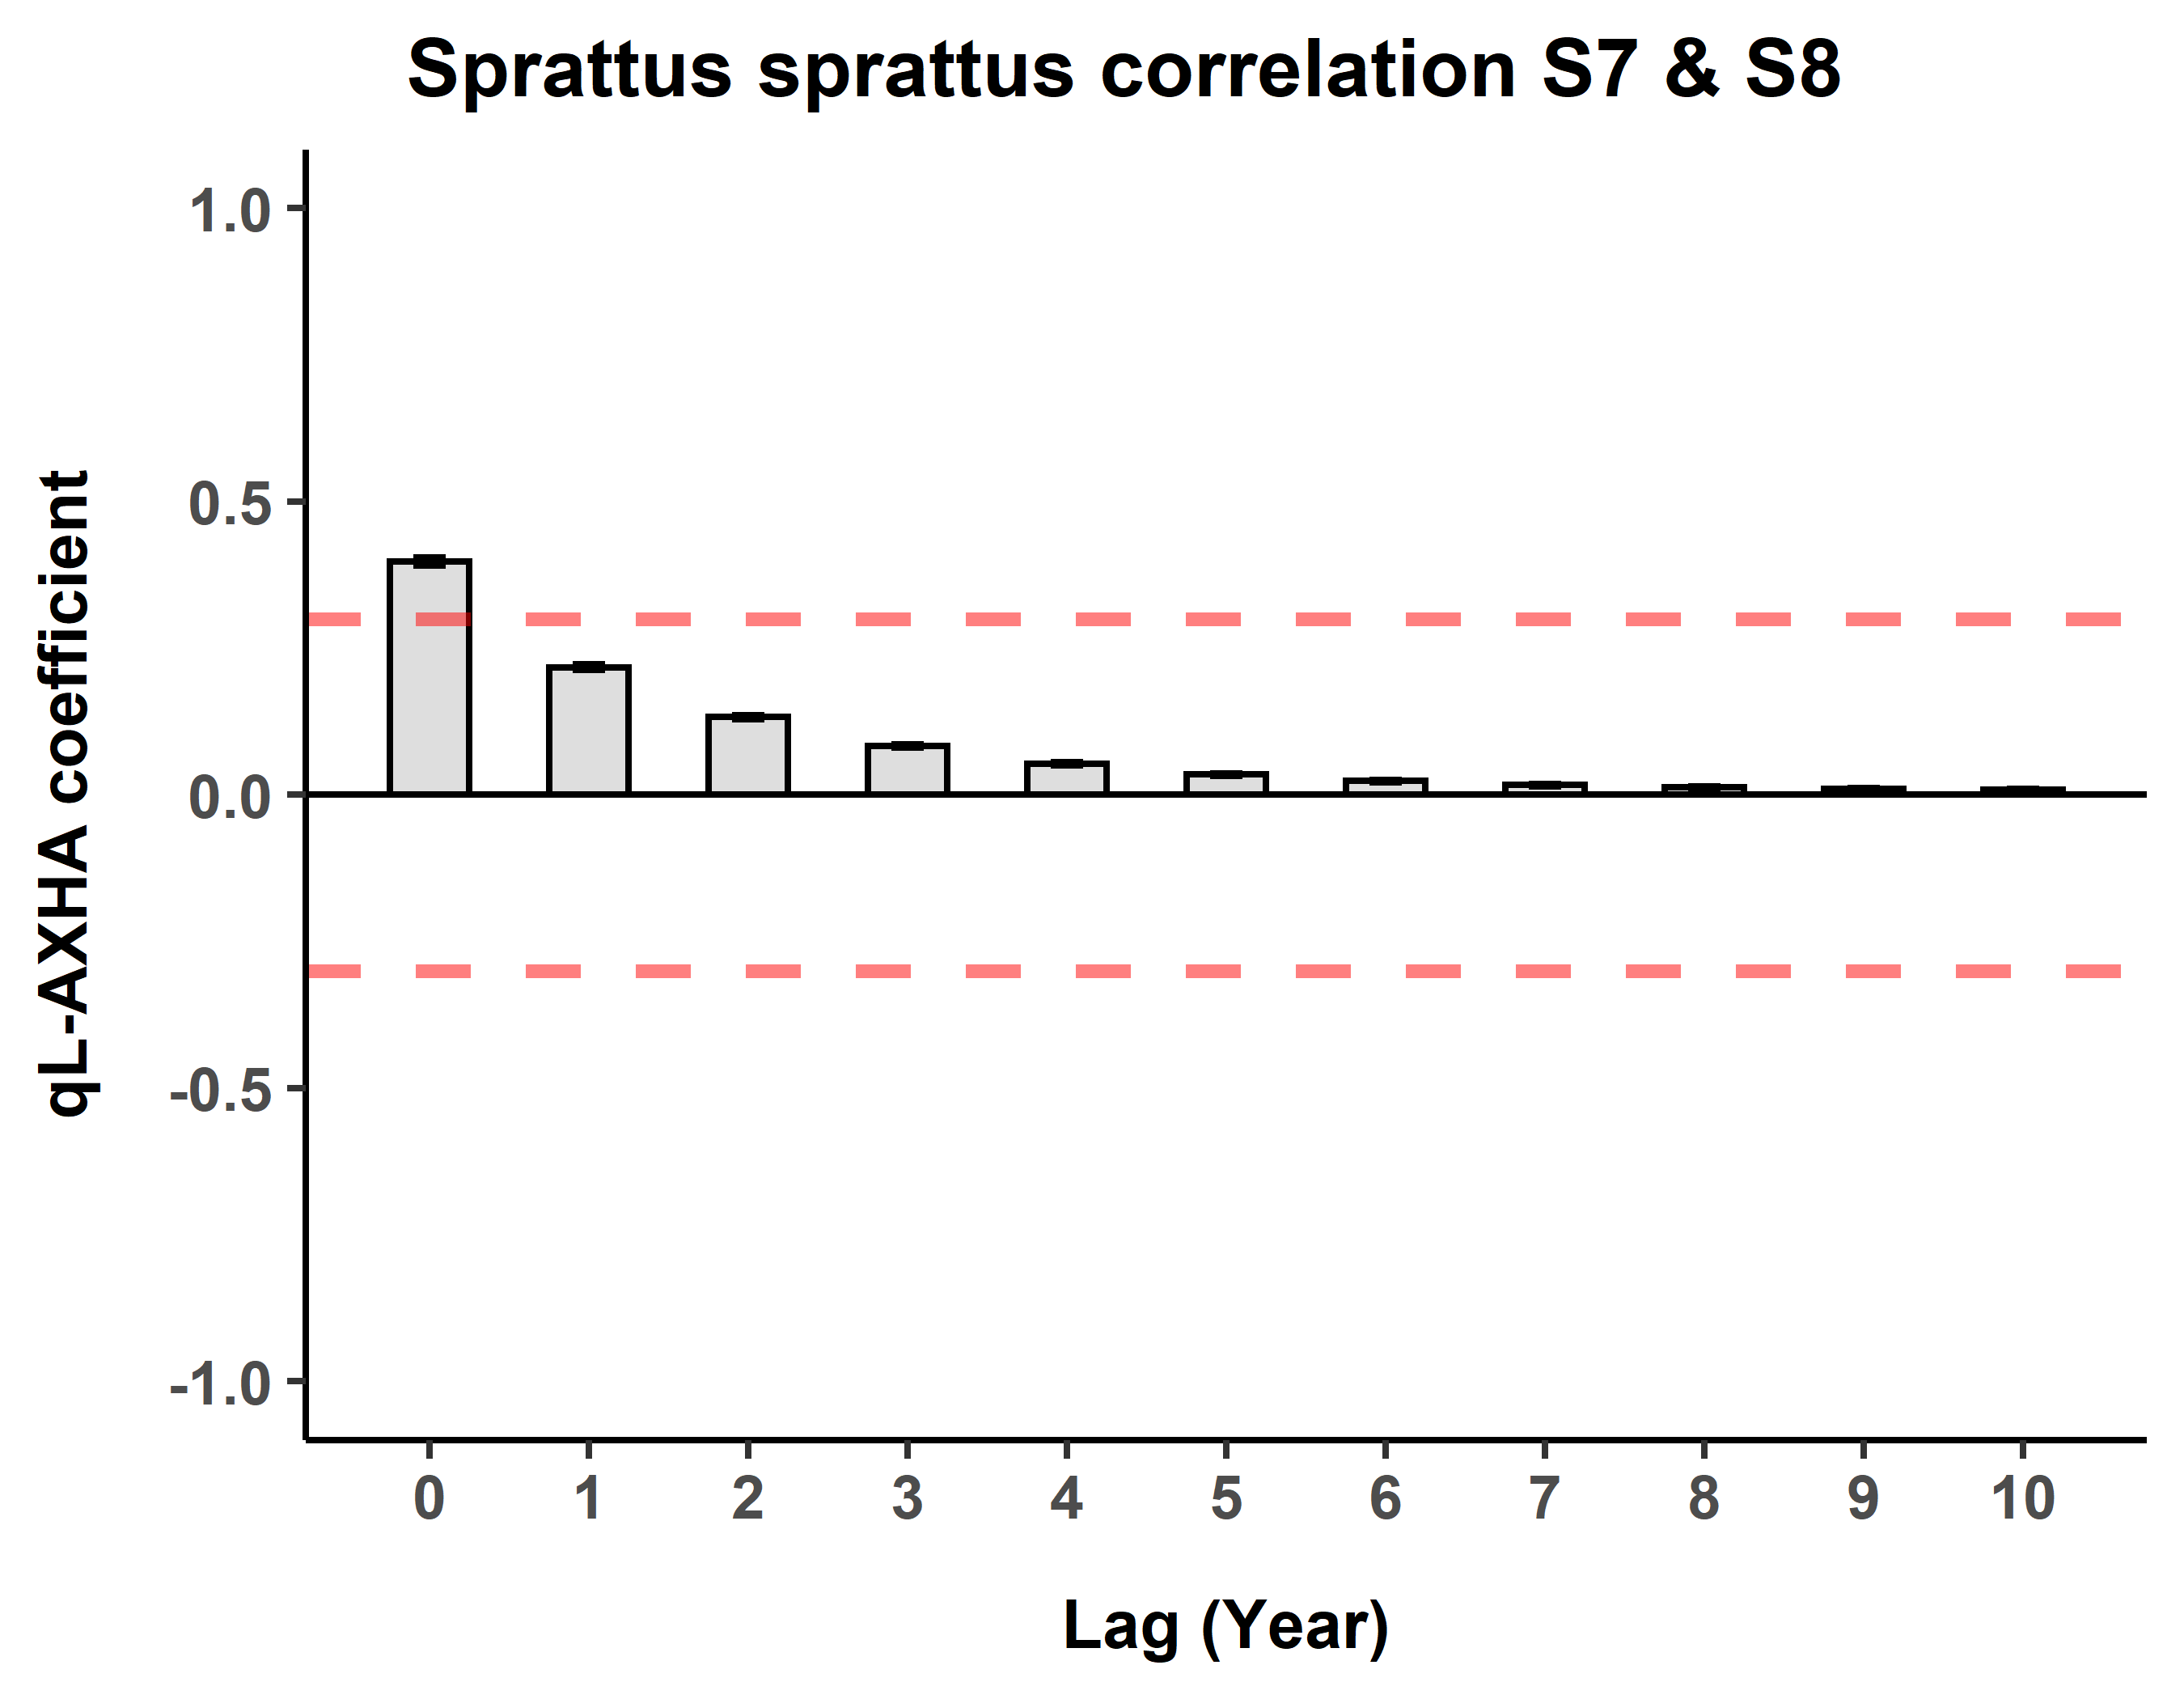 Sprattus sprattus correlation S7 & S8
qL-AXHA coefficient
1.0
0.5
0.0
-0.5
-1.0
0 1 2 3 4 5 6 7 8 9 10
Lag (Year)